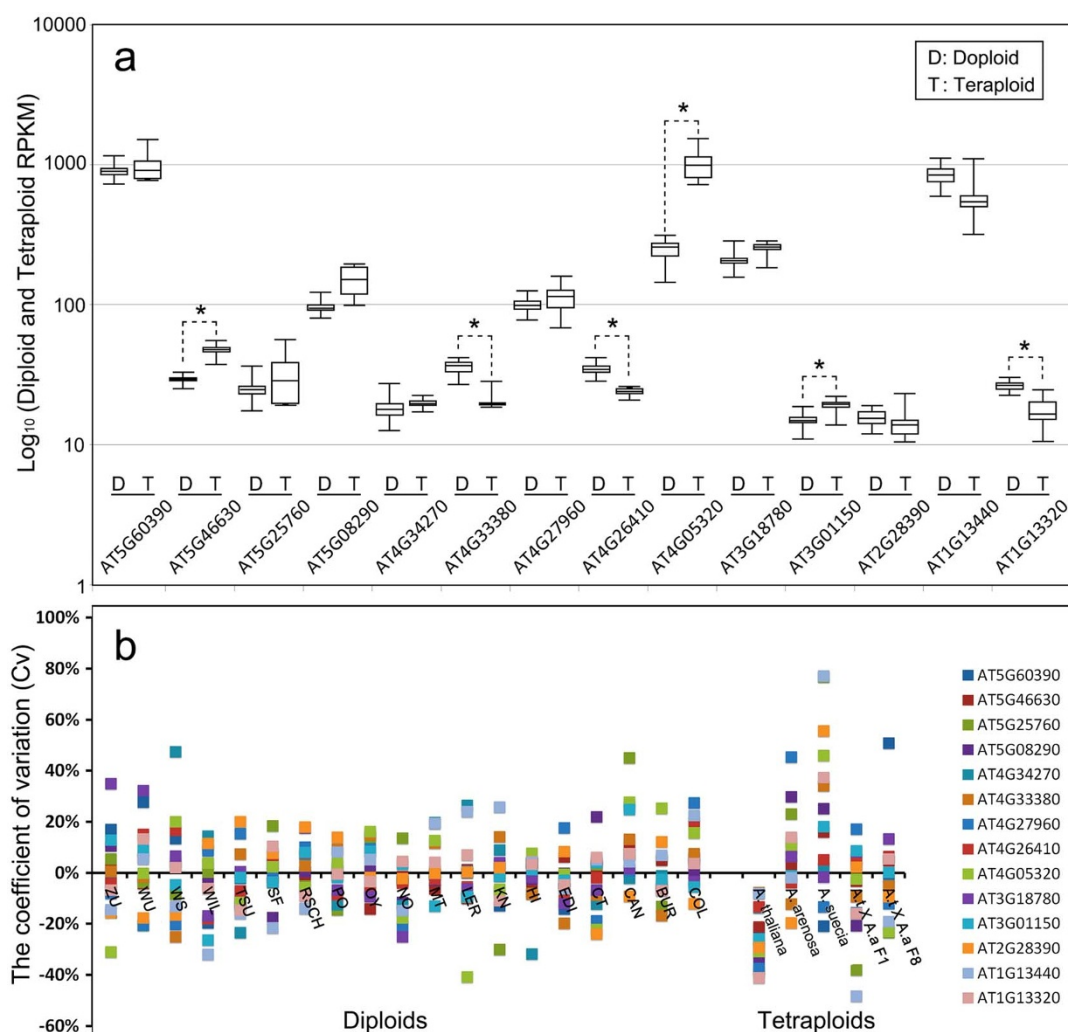 10000
a
D: Doploid
T: Teraploid
1000
100
10
1
Log₁₀ (Diploid and Tetraploid RPKM)
*
*
*
*
*
*
D T D T D T D T D T D T D T D T D T D T D T D T D T D T
AT5G60390
AT5G46630
AT5G25760
AT5G08290
AT4G34270
AT4G33380
AT4G27960
AT4G26410
AT4G05320
AT3G18780
AT3G01150
AT2G28390
AT1G13440
AT1G13320
b
100%
80%
60%
40%
20%
0%
-20%
-40%
-60%
The coefficient of variation (Cv)
ZU
WU
WS
WIL
TSU
SF
RSCH
PO
OY
NO
MT
LER
KN
HI
EDI
CT
CAN
BUR
COL
A. thaliana
A. arenosa
A. suecia
A.t X A.a F1
A.t X A.a F8
Diploids
Tetraploids
AT5G60390
AT5G46630
AT5G25760
AT5G08290
AT4G34270
AT4G33380
AT4G27960
AT4G26410
AT4G05320
AT3G18780
AT3G01150
AT2G28390
AT1G13440
AT1G13320